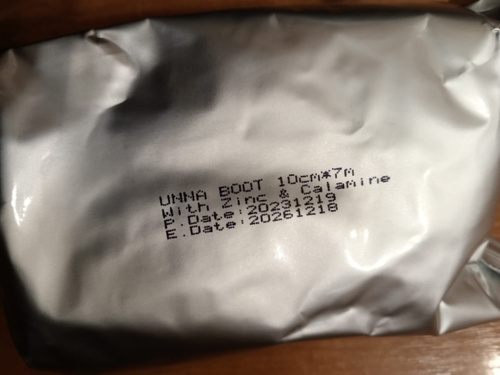 UNNA BOOT 10cm*7m
With Zinc & Calamine
P.Date:20231219
E.Date:20261218